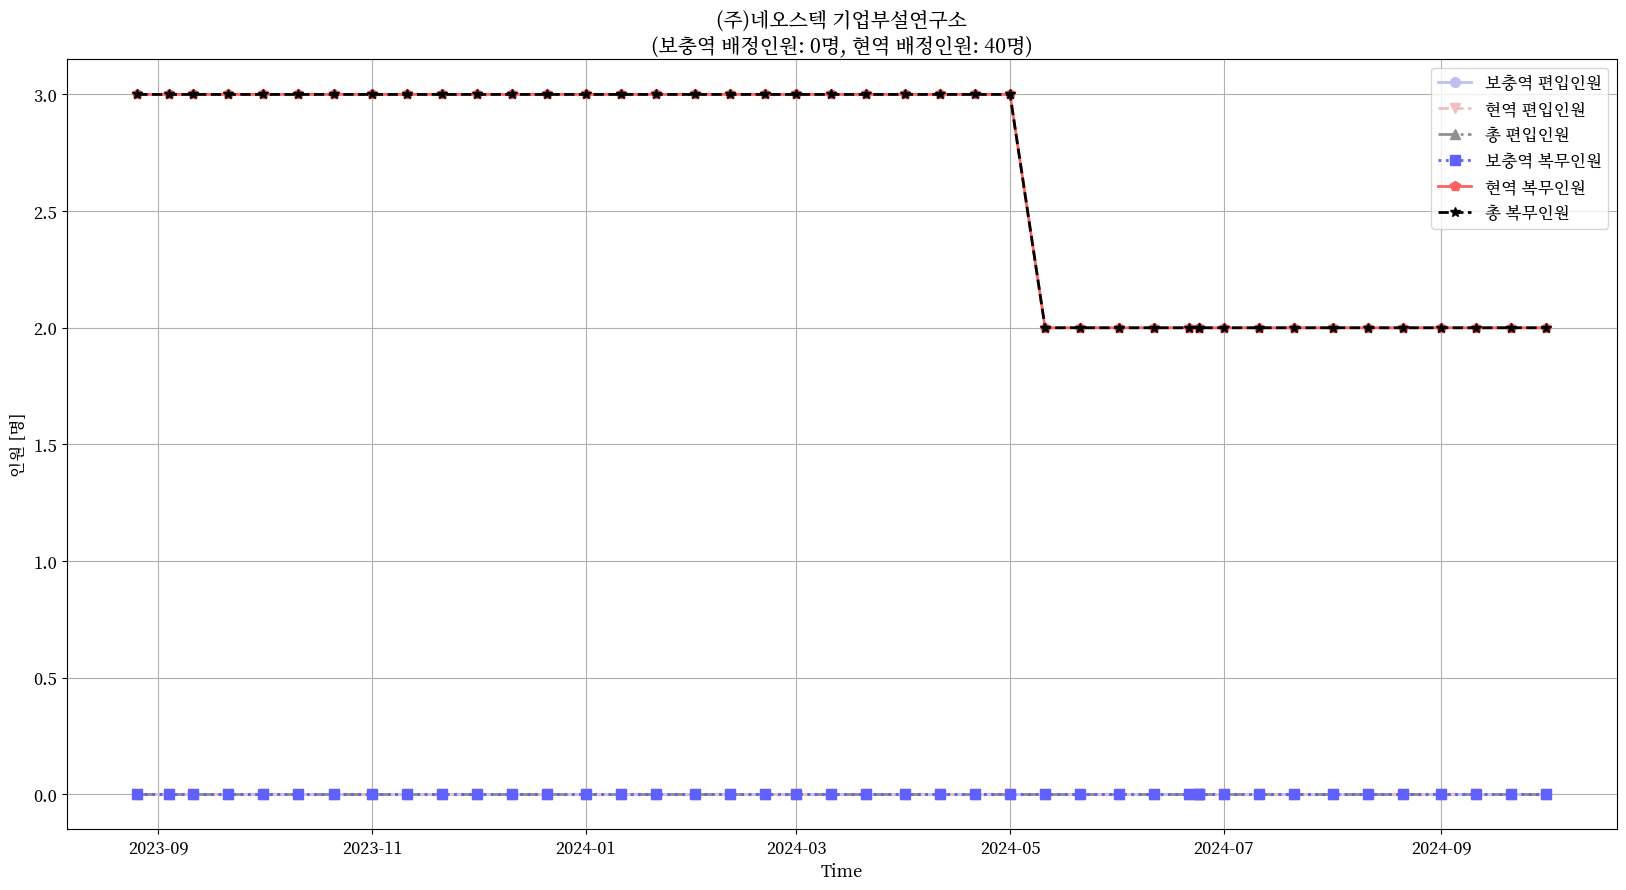 (주)네오스텍 기업부설연구소
(보충역 배정인원: 0명, 현역 배정인원: 40명)
보충역 편입인원
현역 편입인원
총 편입인원
보충역 복무인원
현역 복무인원
총 복무인원
3.0
2.5
2.0
1.5
1.0
0.5
0.0
인원 [명]
2023-09
2023-11
2024-01
2024-03
2024-05
2024-07
2024-09
Time